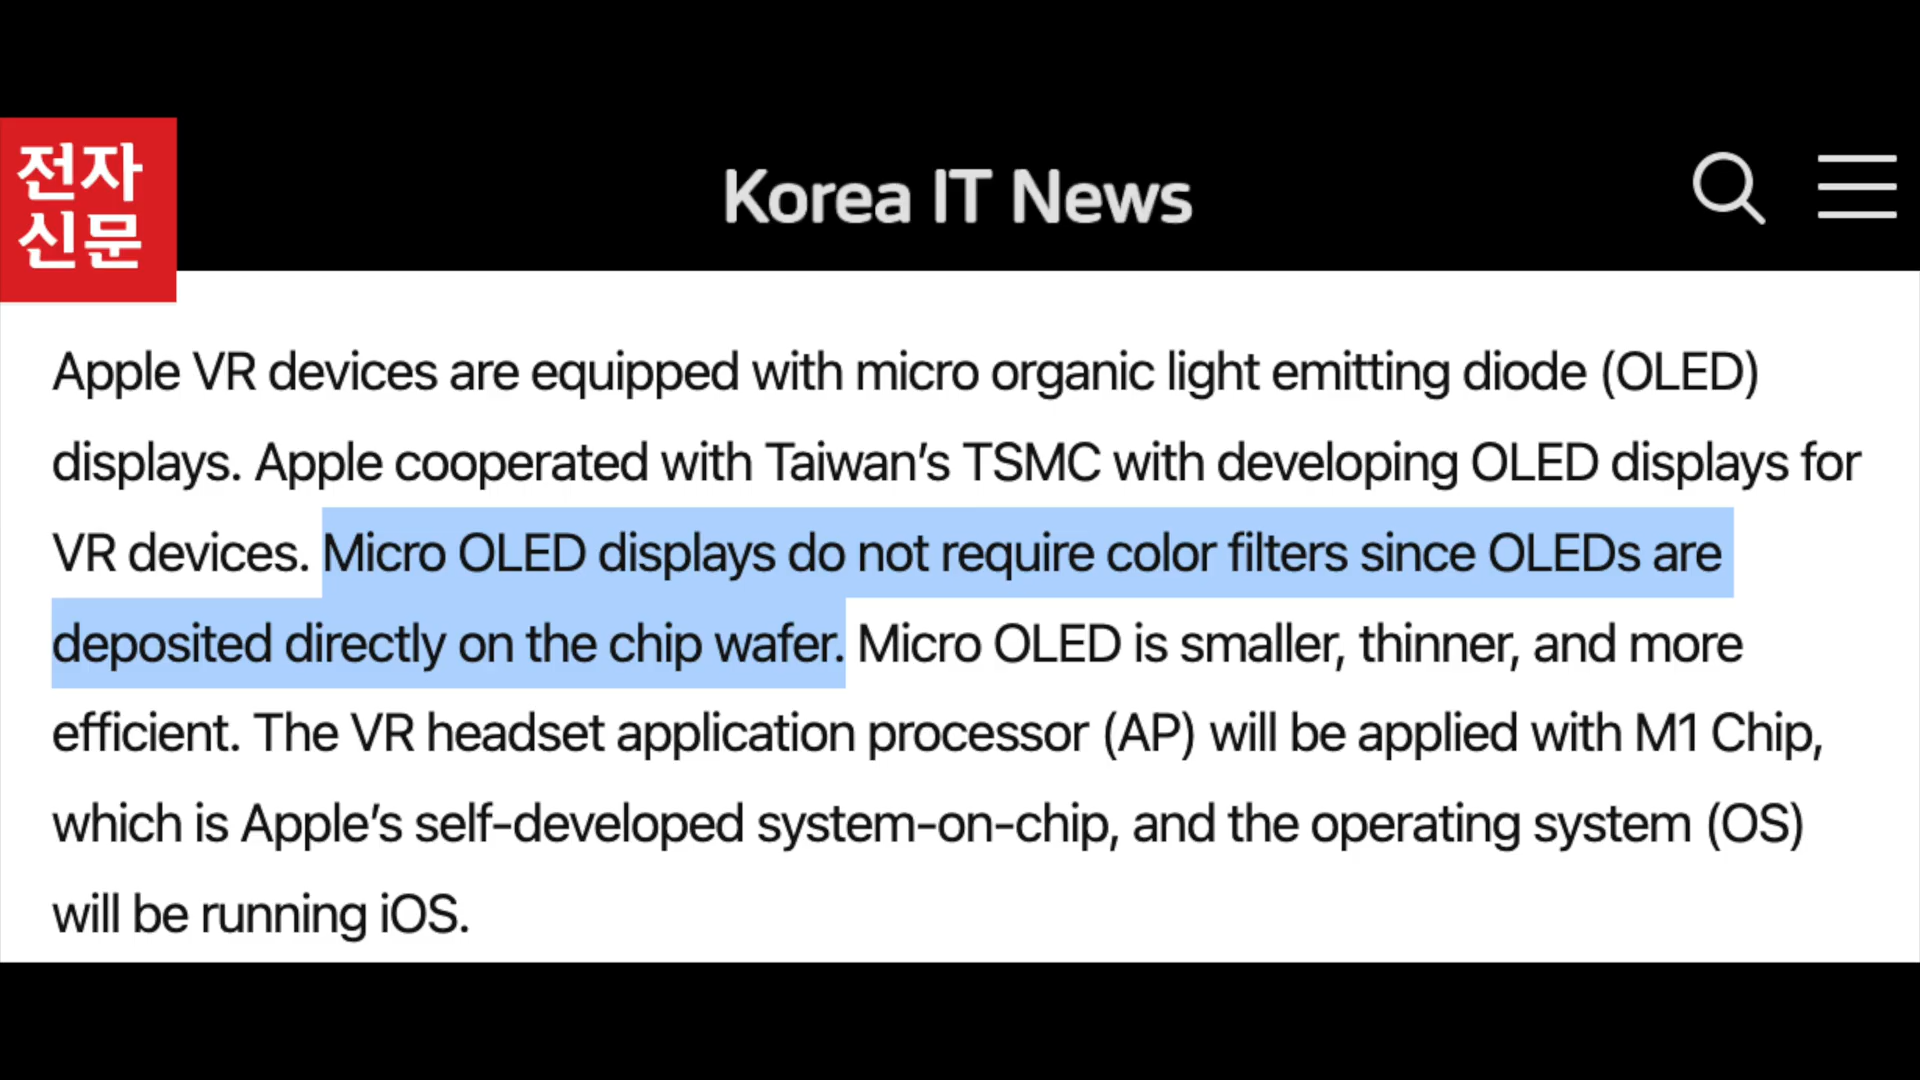 전자
신문
Korea IT News
Apple VR devices are equipped with micro organic light emitting diode (OLED)
displays. Apple cooperated with Taiwan’s TSMC with developing OLED displays for
VR devices. Micro OLED displays do not require color filters since OLEDs are
deposited directly on the chip wafer. Micro OLED is smaller, thinner, and more
efficient. The VR headset application processor (AP) will be applied with M1 Chip,
which is Apple’s self-developed system-on-chip, and the operating system (OS)
will be running iOS.